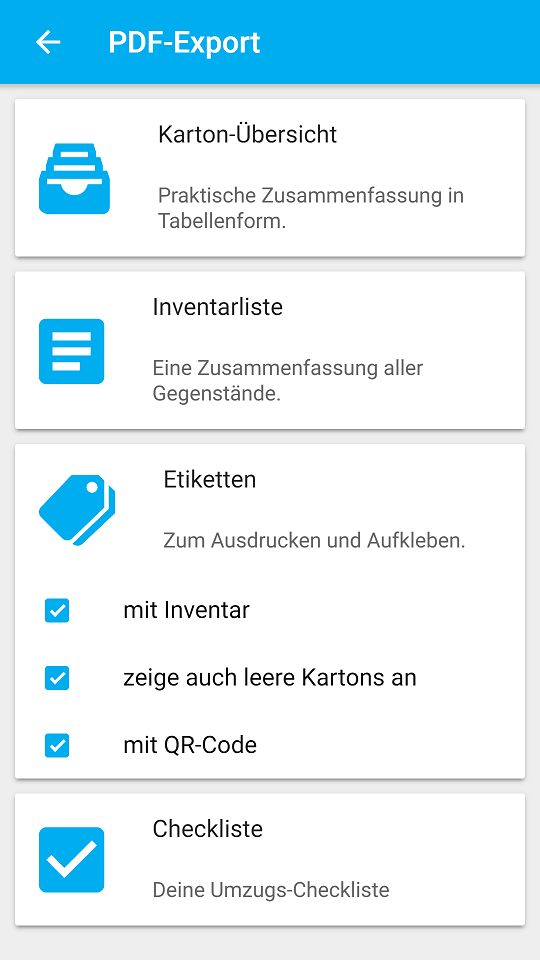 PDF-Export
Karton-Übersicht
Praktische Zusammenfassung in
Tabellenform.
Inventarliste
Eine Zusammenfassung aller
Gegenstände.
Etiketten
Zum Ausdrucken und Aufkleben.
mit Inventar
zeige auch leere Kartons an
mit QR-Code
Checkliste
Deine Umzugs-Checkliste